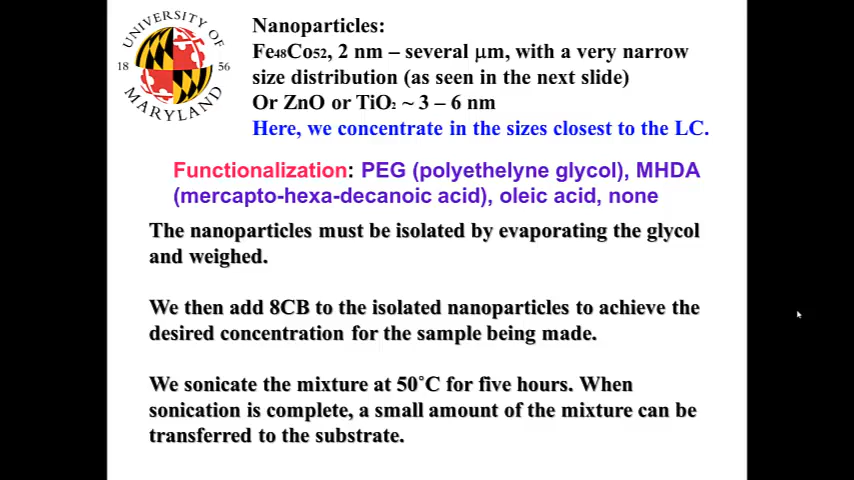 UNIVERSITY OF
18 56
MARYLAND
Nanoparticles:
Fe48Co52, 2 nm – several μm, with a very narrow
size distribution (as seen in the next slide)
Or ZnO or TiO2 ~ 3 – 6 nm
Here, we concentrate in the sizes closest to the LC.
Functionalization: PEG (polyethelyne glycol), MHDA
(mercapto-hexa-decanoic acid), oleic acid, none
The nanoparticles must be isolated by evaporating the glycol
and weighed.
We then add 8CB to the isolated nanoparticles to achieve the
desired concentration for the sample being made.
We sonicate the mixture at 50˚C for five hours. When
sonication is complete, a small amount of the mixture can be
transferred to the substrate.